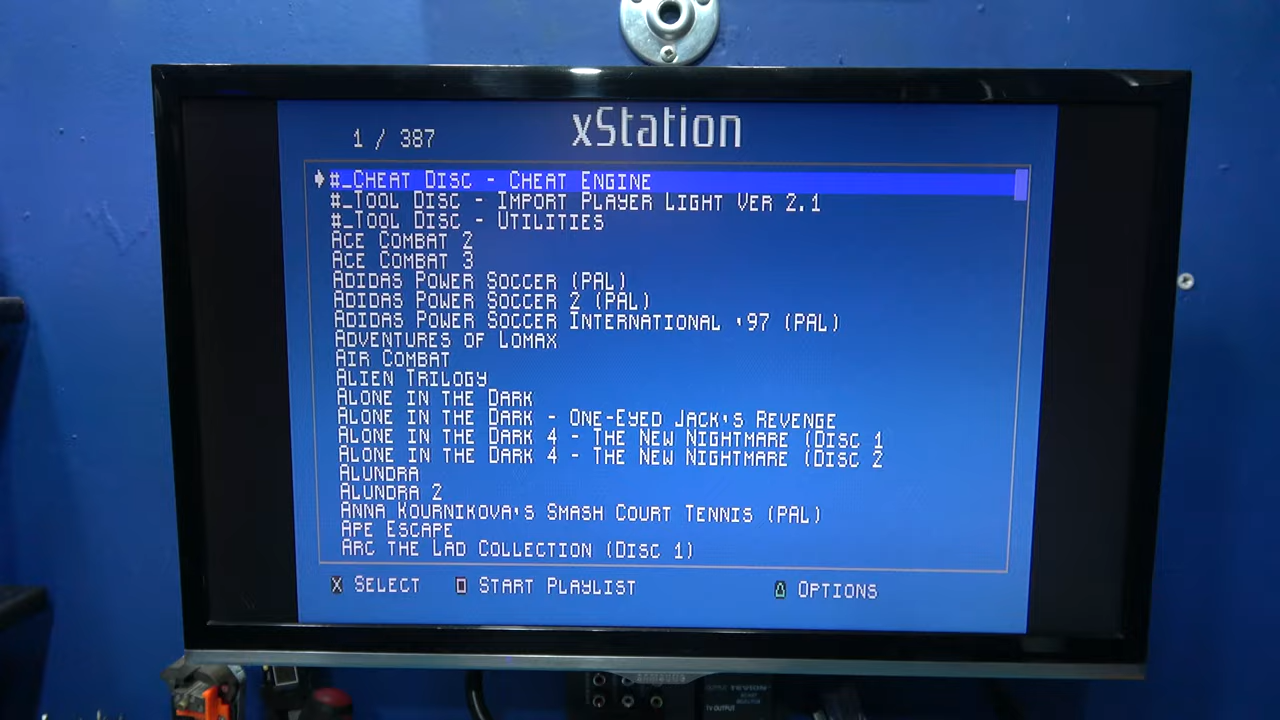 xStation
1 / 387
#_Cheat Disc - Cheat Engine
#_Tool Disc - Import Player Light Ver 2.1
#_Tool Disc - Utilities
Ace Combat 2
Ace Combat 3
Adidas Power Soccer (PAL)
Adidas Power Soccer 2 (PAL)
Adidas Power Soccer International '97 (PAL)
Adventures of Lomax
Air Combat
Alien Trilogy
Alone in the Dark
Alone in the Dark - One-Eyed Jack's Revenge
Alone in the Dark 4 - The New Nightmare (Disc 1
Alone in the Dark 4 - The New Nightmare (Disc 2
Alundra
Alundra 2
Anna Kournikova's Smash Court Tennis (PAL)
Ape Escape
Arc the Lad Collection (Disc 1)
X Select
Start Playlist
Options
SAMSUNG
TV OUTPUT